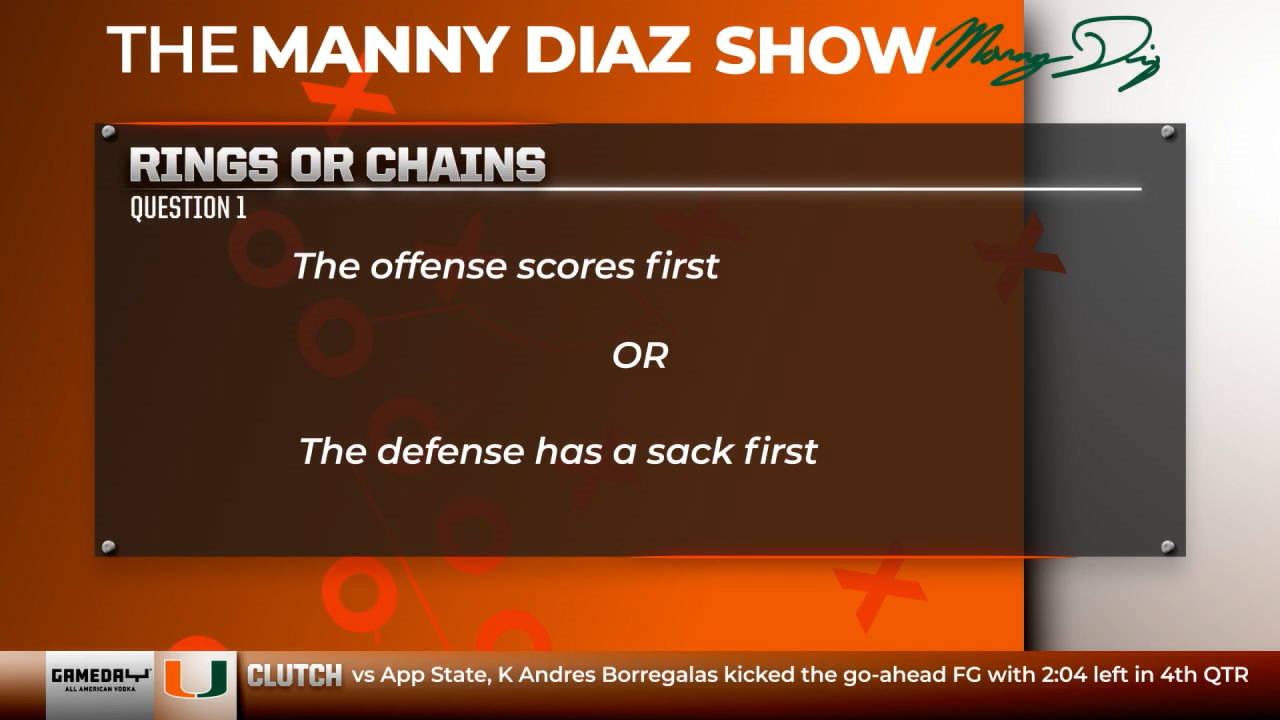 THE MANNY DIAZ SHOW Manny Diaz
RINGS OR CHAINS
QUESTION 1
The offense scores first
OR
The defense has a sack first
GAMEDAY
ALL AMERICAN VODKA
U
CLUTCH vs App State, K Andres Borregalas kicked the go-ahead FG with 2:04 left in 4th QTR